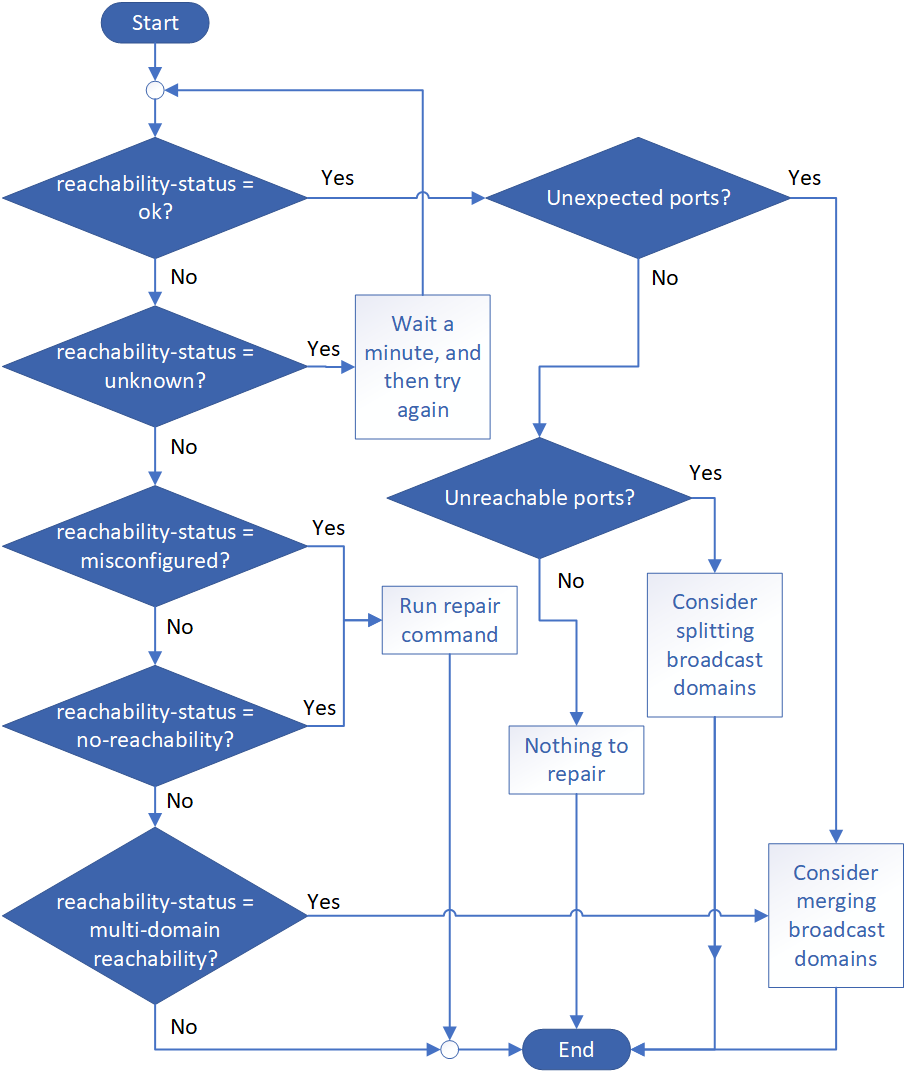 Start
reachability-status =
ok?
Yes
No
Unexpected ports?
Yes
No
reachability-status =
unknown?
Yes
No
Wait a
minute, and
then try
again
Unreachable ports?
Yes
No
reachability-status =
misconfigured?
Yes
No
Run repair
command
Consider
splitting
broadcast
domains
reachability-status =
no-reachability?
Yes
No
Nothing to
repair
reachability-status =
multi-domain
reachability?
Yes
No
Consider
merging
broadcast
domains
End